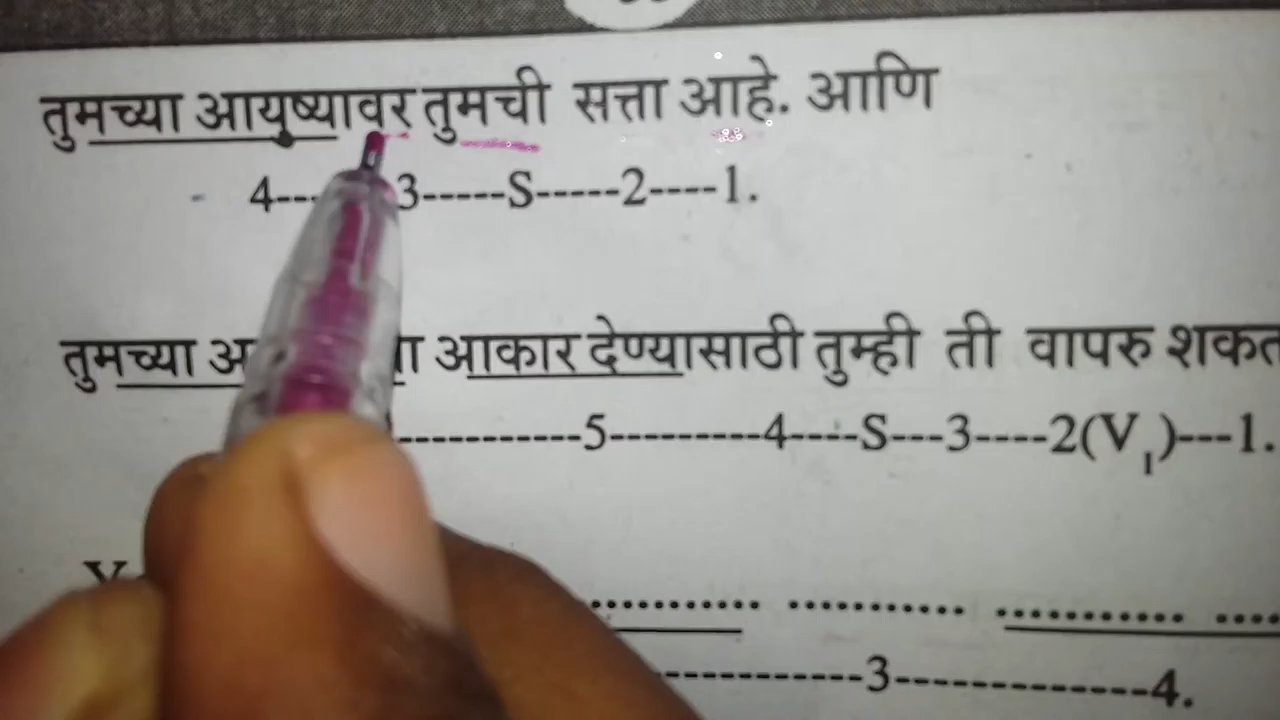 तुमच्या आयुष्यावर तुमची सत्ता आहे. आणि
4--- 3-----S-----2----1.
तुमच्या आकार देण्यासाठी तुम्ही ती वापरु
-----------5---------4----S---3----2(V₁)---1.
............ ........... ............ ....
-----------3-------------4.